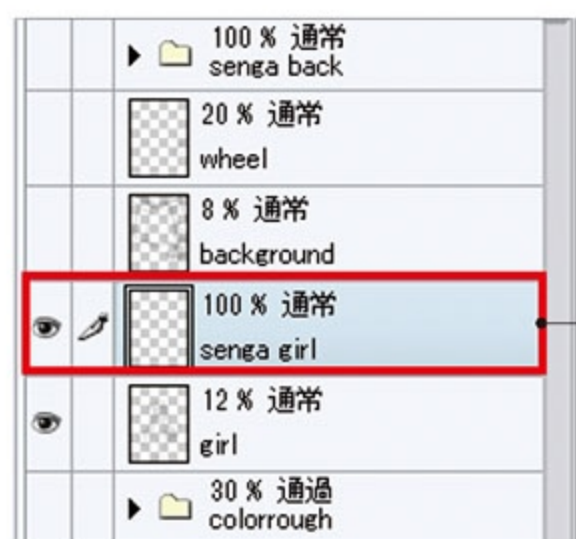 100 % 通常
senga back
20 % 通常
wheel
8 % 通常
background
100 % 通常
senga girl
12 % 通常
girl
30 % 通過
colorrough